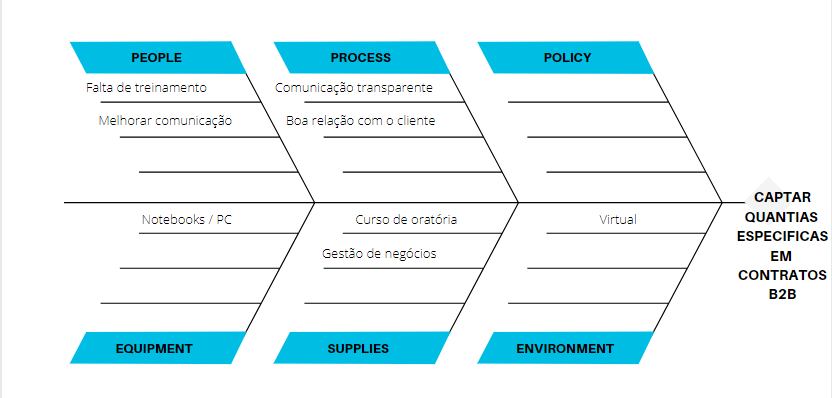 PEOPLE
PROCESS
POLICY
Falta de treinamento
Comunicação transparente
Melhorar comunicação
Boa relação com o cliente
CAPTAR
QUANTIAS
ESPECIFICAS
EM
CONTRATOS
B2B
Notebooks / PC
Curso de oratória
Virtual
Gestão de negócios
EQUIPMENT
SUPPLIES
ENVIRONMENT